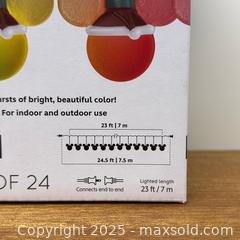 rsts of bright, beautiful color!
For indoor and outdoor use
23 ft | 7 m
24.5 ft | 7.5 m
OF 24
Connects end to end
Lighted length
23 ft / 7 m
Copyright 2025 - maxsold.com